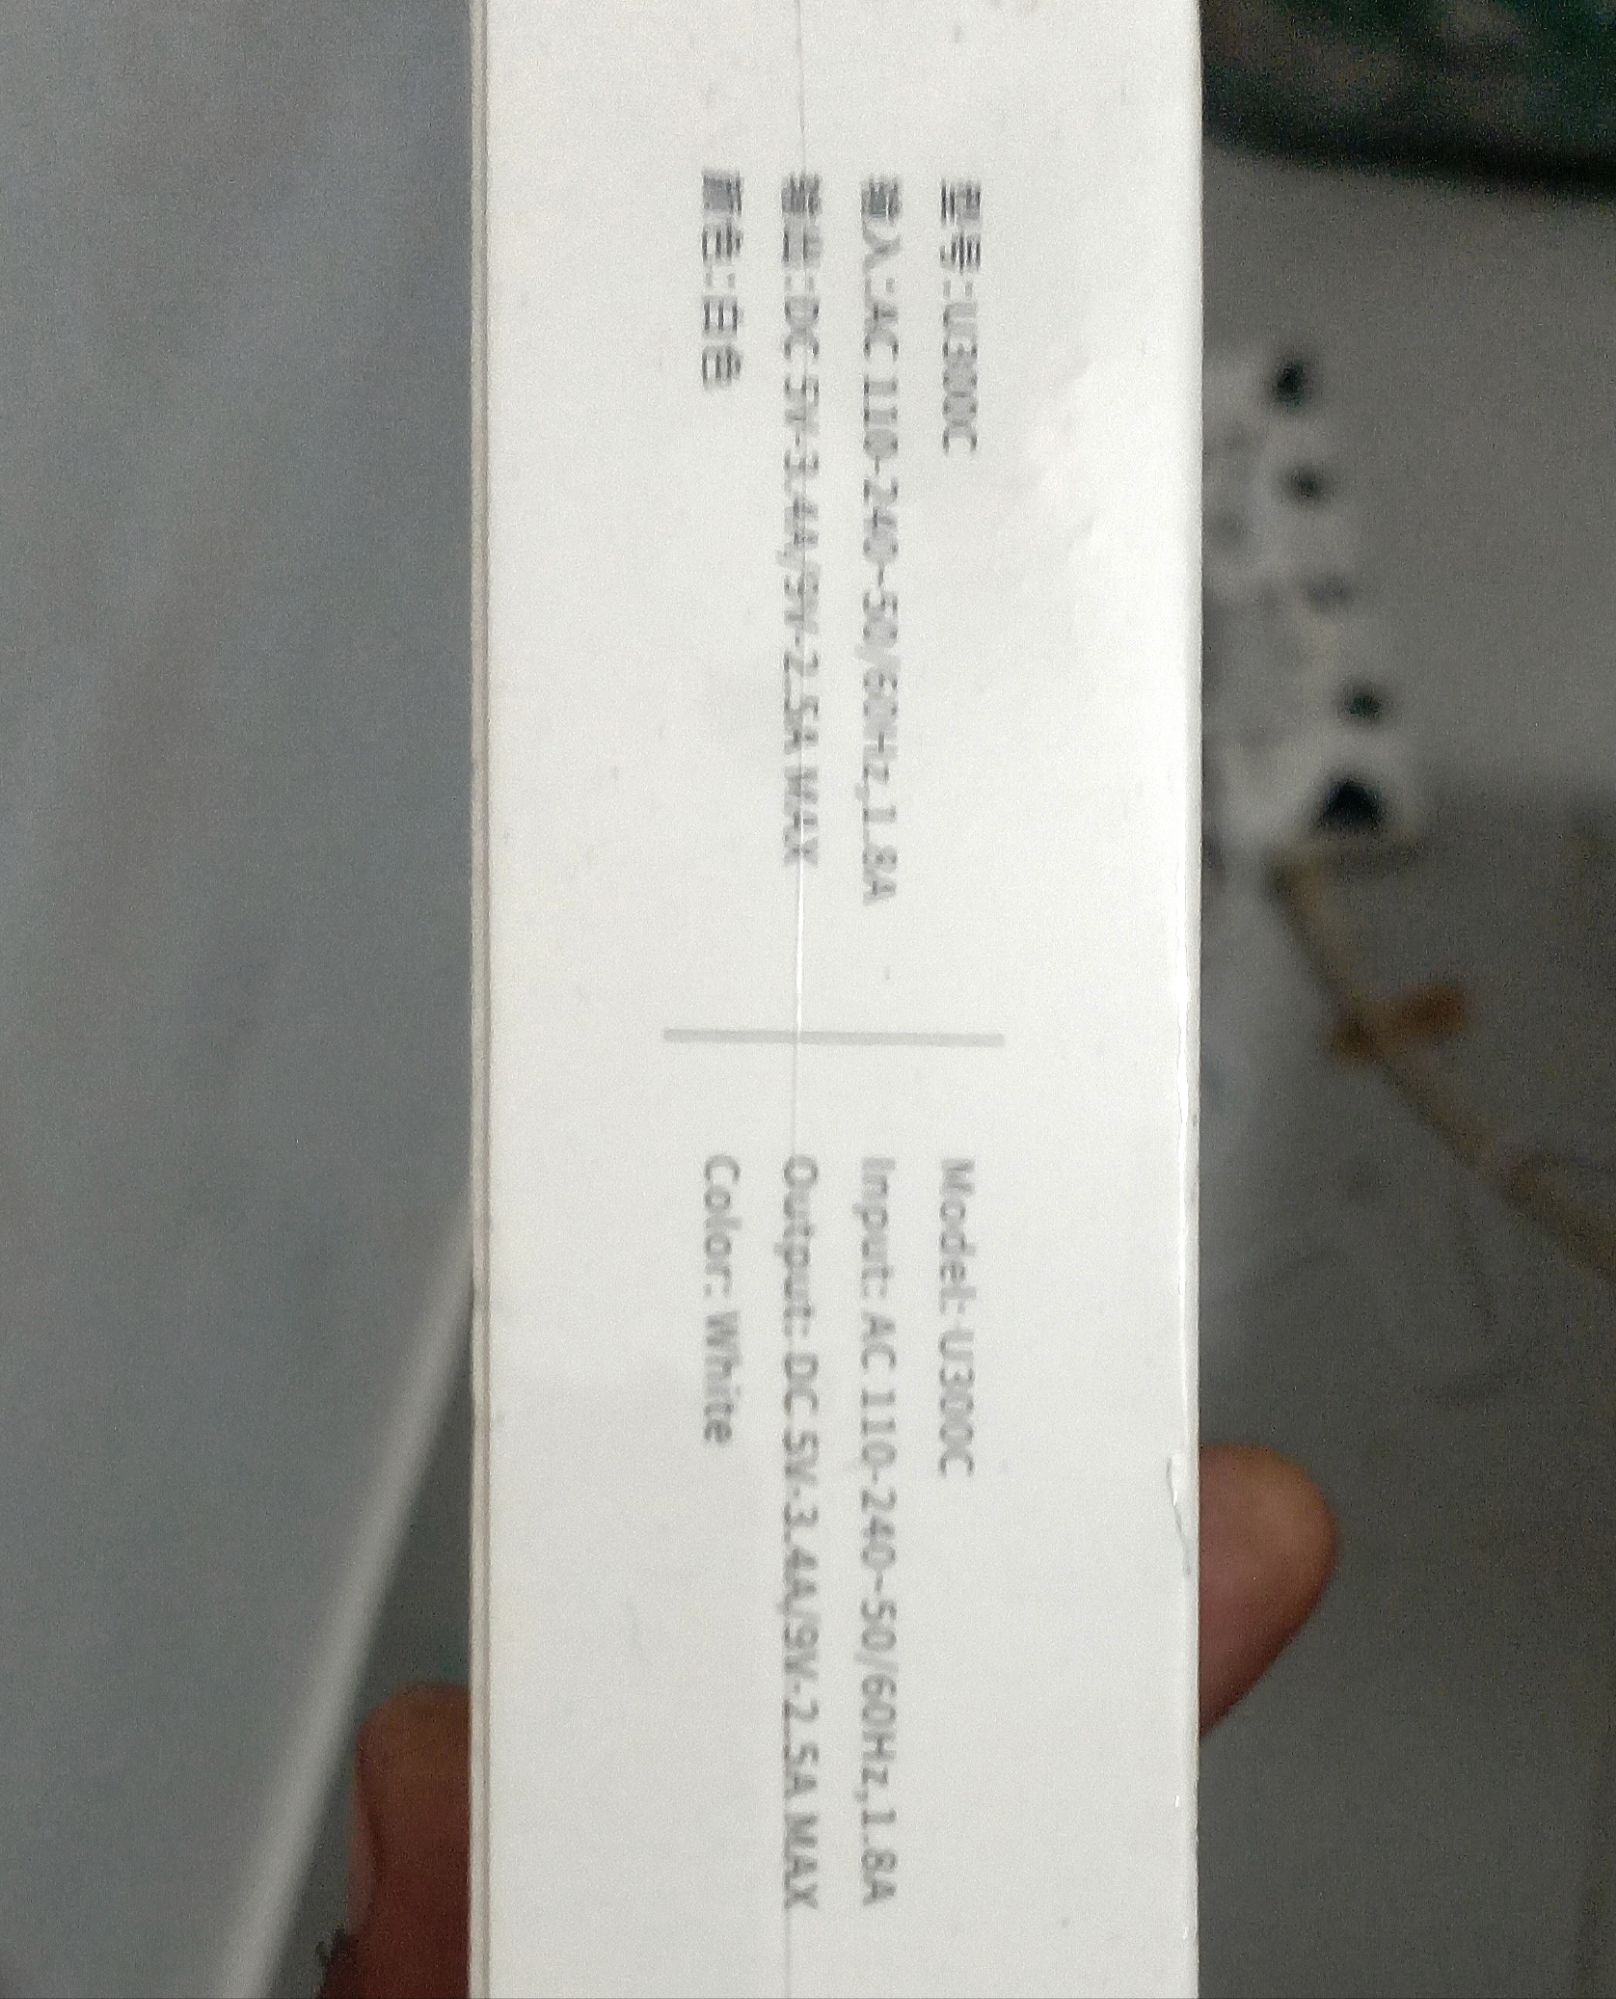 型号:U300C
输入:AC 110-240~50/60Hz,1.8A
输出:DC 5V-3.4A/9V-2.5A MAX
颜色:白色
Model: U300C
Input: AC 110-240~50/60Hz,1.8A
Output: DC 5V-3.4A/9V-2.5A MAX
Color: White